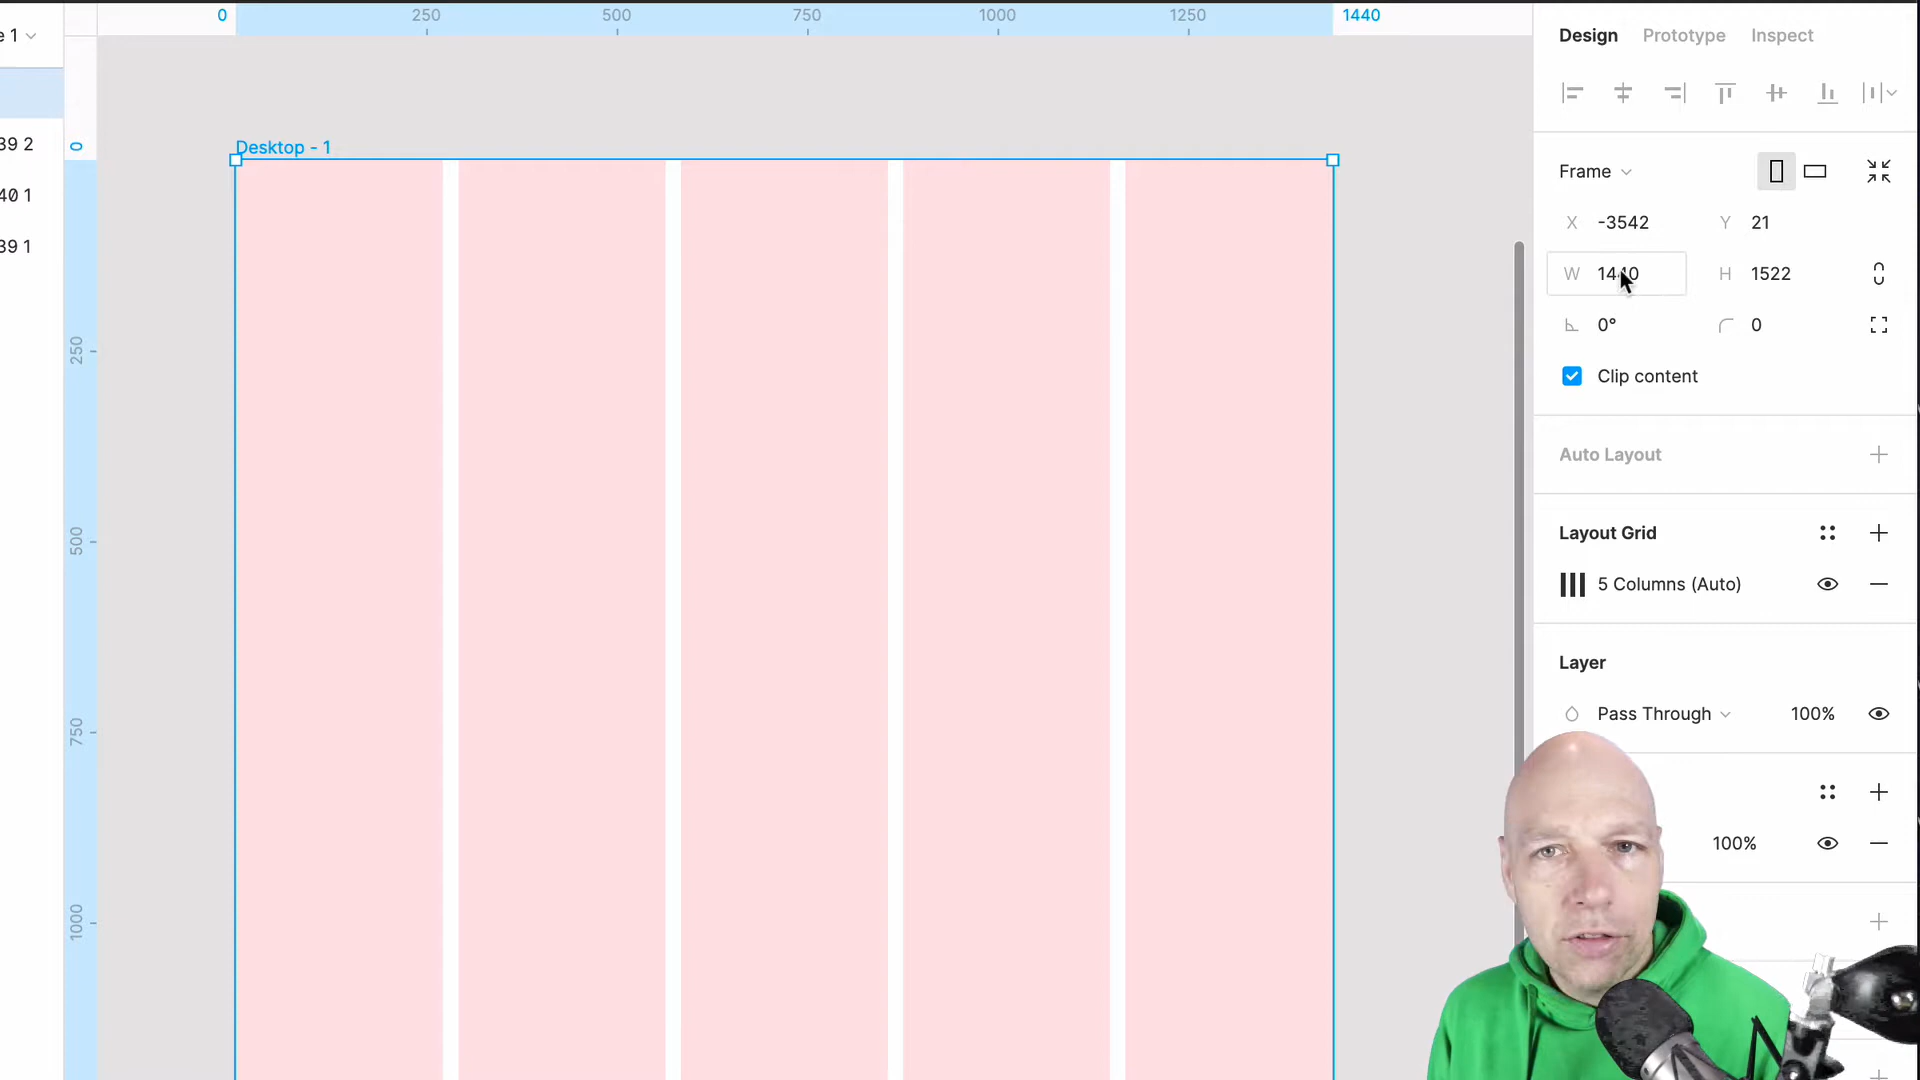 0 250 500 750 1000 1250 1440
Design Prototype Inspect
e 1
Desktop - 1
39 2
40 1
39 1
0
250
500
750
1000
Frame
X -3542 Y 21
W 1440 H 1522
0° 0
Clip content
Auto Layout
Layout Grid
5 Columns (Auto)
Layer
Pass Through 100%
100%